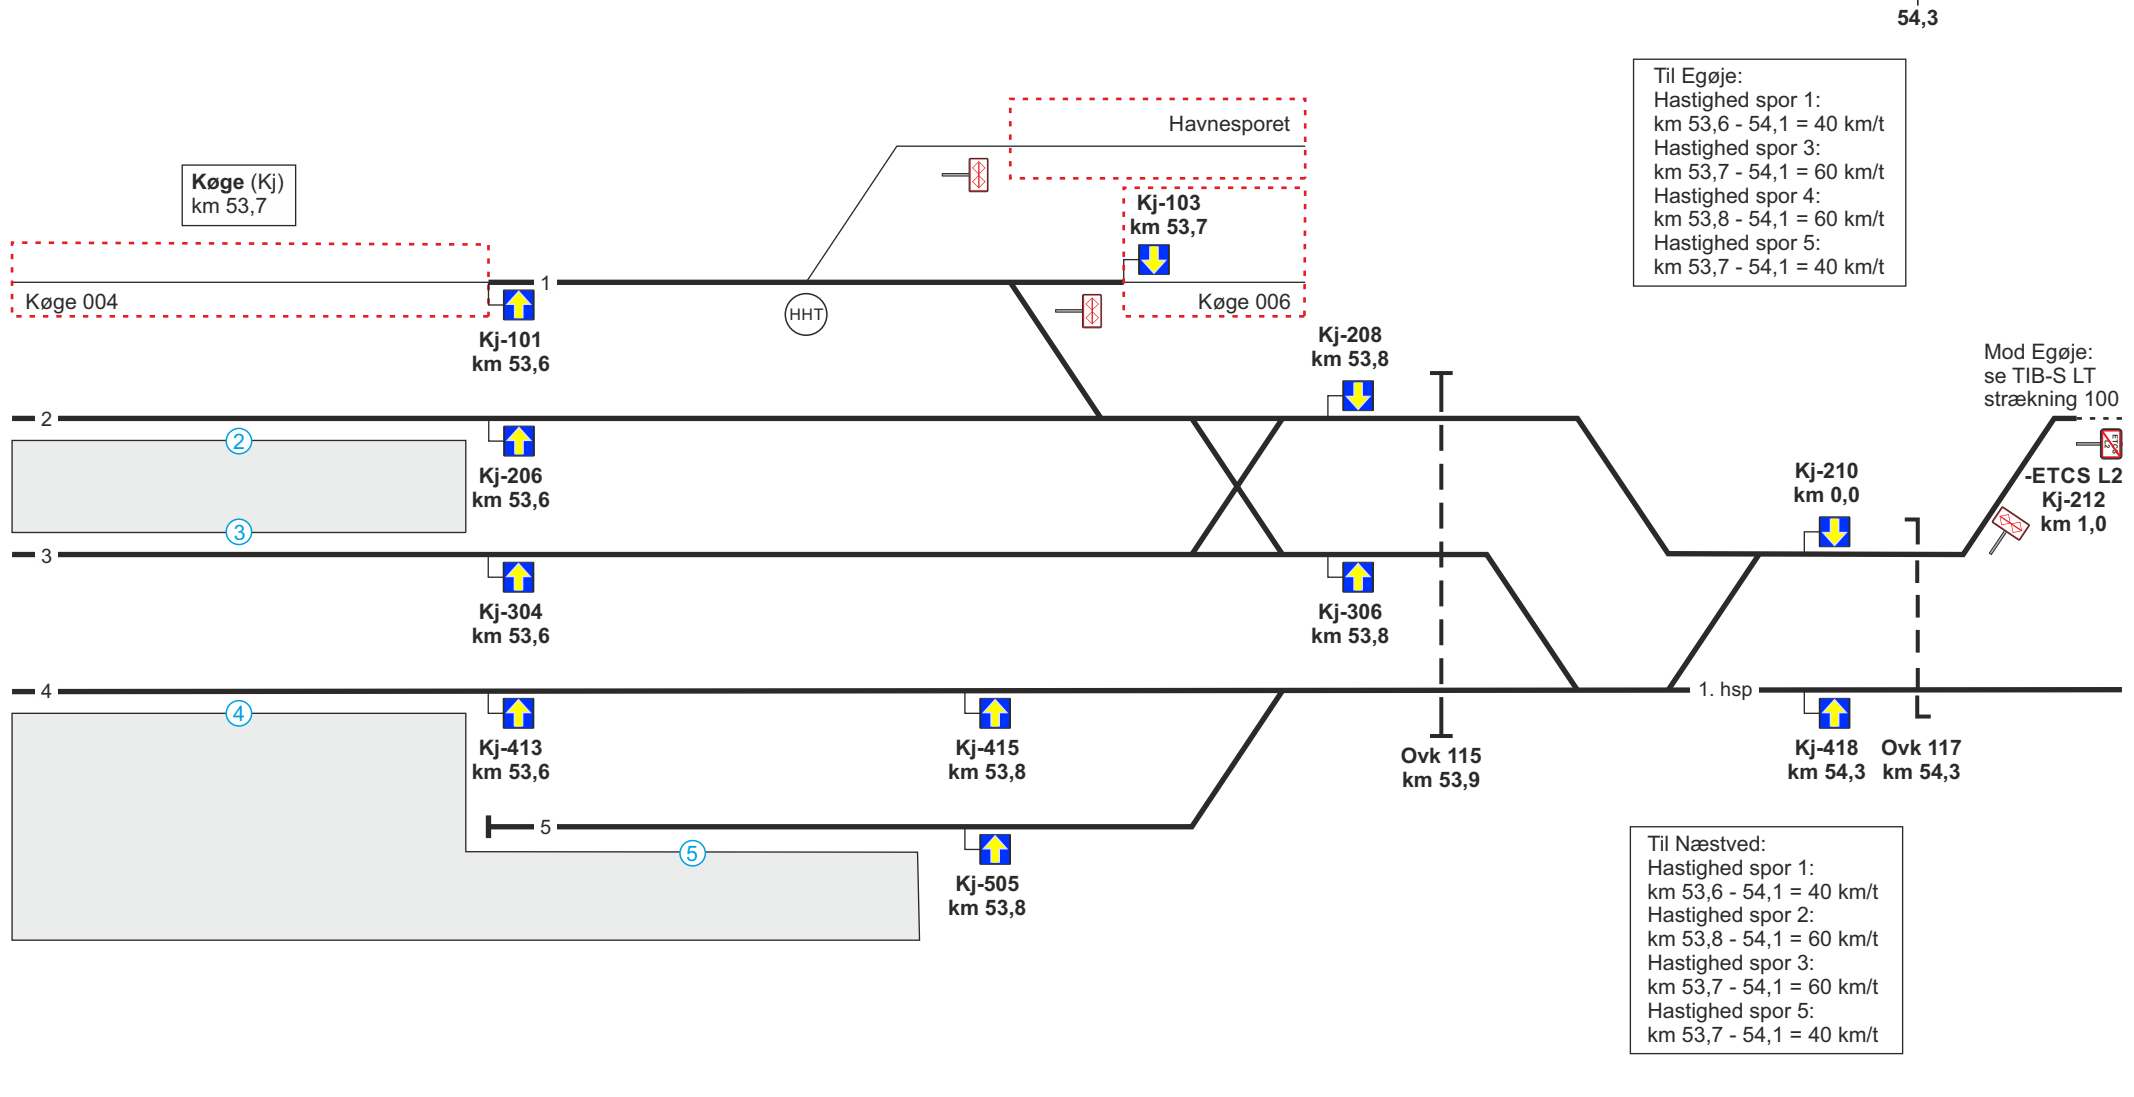 54,3
Til Egøje:
Hastighed spor 1:
km 53,6 - 54,1 = 40 km/t
Hastighed spor 3:
km 53,7 - 54,1 = 60 km/t
Hastighed spor 4:
km 53,8 - 54,1 = 60 km/t
Hastighed spor 5:
km 53,7 - 54,1 = 40 km/t
Havnesporet
Køge (Kj)
km 53,7
Kj-103
km 53,7
1
Køge 004
Køge 006
HHT
Kj-101
km 53,6
Kj-208
km 53,8
Mod Egøje:
se TIB-S LT
strækning 100
2
2
ETCS
L2
Kj-206
km 53,6
Kj-210
km 0,0
-ETCS L2
Kj-212
km 1,0
3
3
Kj-304
km 53,6
Kj-306
km 53,8
4
1. hsp
4
Kj-413
km 53,6
Kj-415
km 53,8
Ovk 115
km 53,9
Kj-418
km 54,3
Ovk 117
km 54,3
5
5
Kj-505
km 53,8
Til Næstved:
Hastighed spor 1:
km 53,6 - 54,1 = 40 km/t
Hastighed spor 2:
km 53,8 - 54,1 = 60 km/t
Hastighed spor 3:
km 53,7 - 54,1 = 60 km/t
Hastighed spor 5:
km 53,7 - 54,1 = 40 km/t